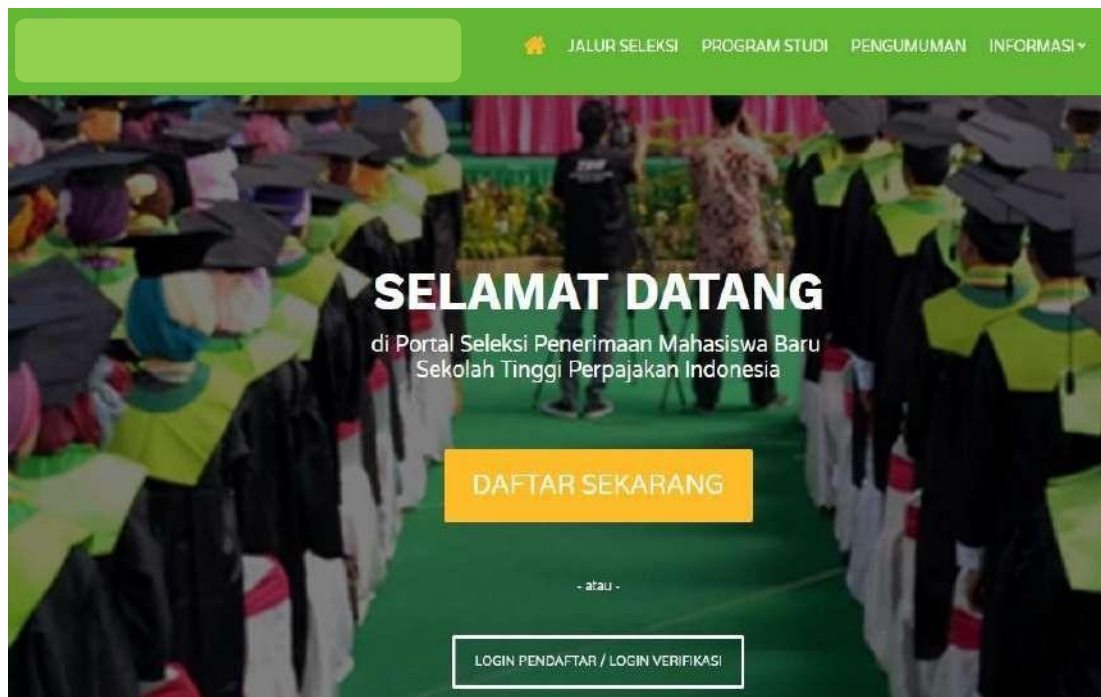 JALUR SELEKSI PROGRAM STUDI PENGUMUMAN INFORMASI
SELAMAT DATANG
di Portal Seleksi Penerimaan Mahasiswa Baru
Sekolah Tinggi Perpajakan Indonesia
DAFTAR SEKARANG
- atau -
LOGIN PENDAFTAR / LOGIN VERIFIKASI